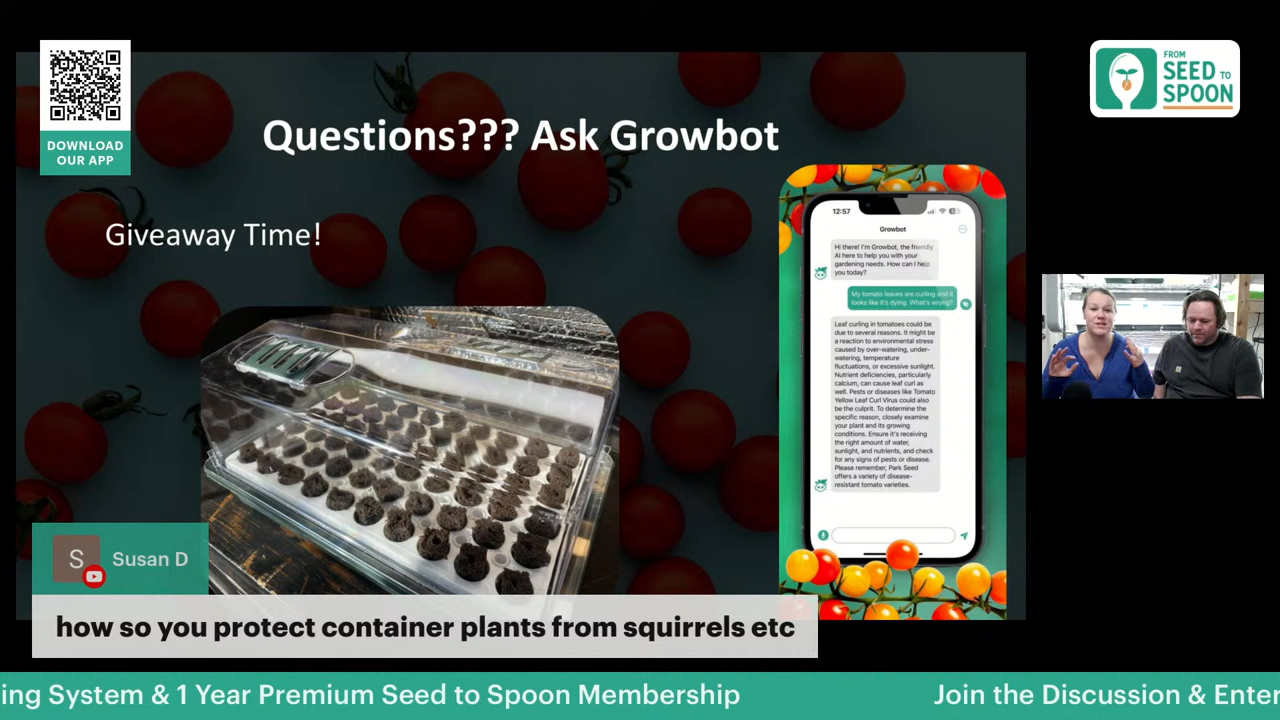 DOWNLOAD
OUR APP
FROM
SEED TO
SPOON
Questions??? Ask Growbot
Giveaway Time!
12:57
Growbot
Hi there! I'm Growbot, the friendly
AI here to help you with your
gardening needs. How can I help
you today?
My tomato leaves are curling and it
looks like it's dying. What's wrong?
Leaf curling in tomatoes could be
due to several reasons. It might be
a reaction to environmental stress
caused by over-watering, under-
watering, temperature
fluctuations, or excessive sunlight.
Nutrient deficiencies, particularly
calcium, can cause leaf curl as
well. Pests or diseases like Tomato
Yellow Leaf Curl Virus could also
be the culprit. To determine the
specific reason, closely examine
your plant and its growing
conditions. Ensure it's receiving
the right amount of water,
sunlight, and nutrients, and check
for any signs of pests or disease.
Please remember, Park Seed
offers a variety of disease-
resistant tomato varieties.
S
Susan D
how so you protect container plants from squirrels etc
ing System & 1 Year Premium Seed to Spoon Membership
Join the Discussion & Enter